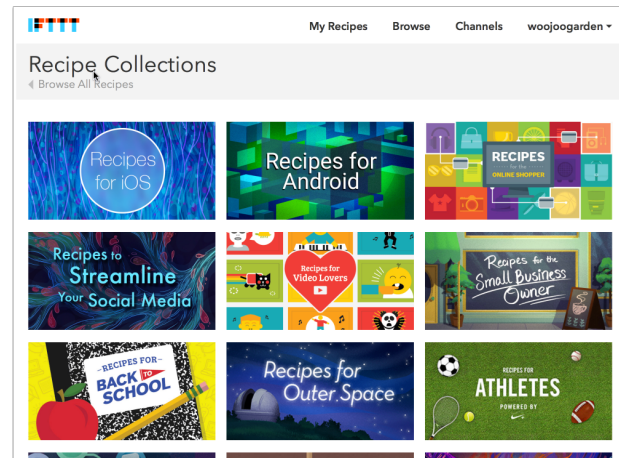 IFTTT
My Recipes Browse Channels woojoogarden
Recipe Collections
Browse All Recipes
Recipes
for iOS
Recipes for
Android
RECIPES
for the
ONLINE SHOPPER
Recipes to
Streamline
Your Social Media
Recipes for
Video Lovers
Recipes for the
Small Business
Owner
-RECIPES FOR-
BACK TO
SCHOOL
Recipes for
Outer Space
RECIPES FOR
ATHLETES
POWERED BY